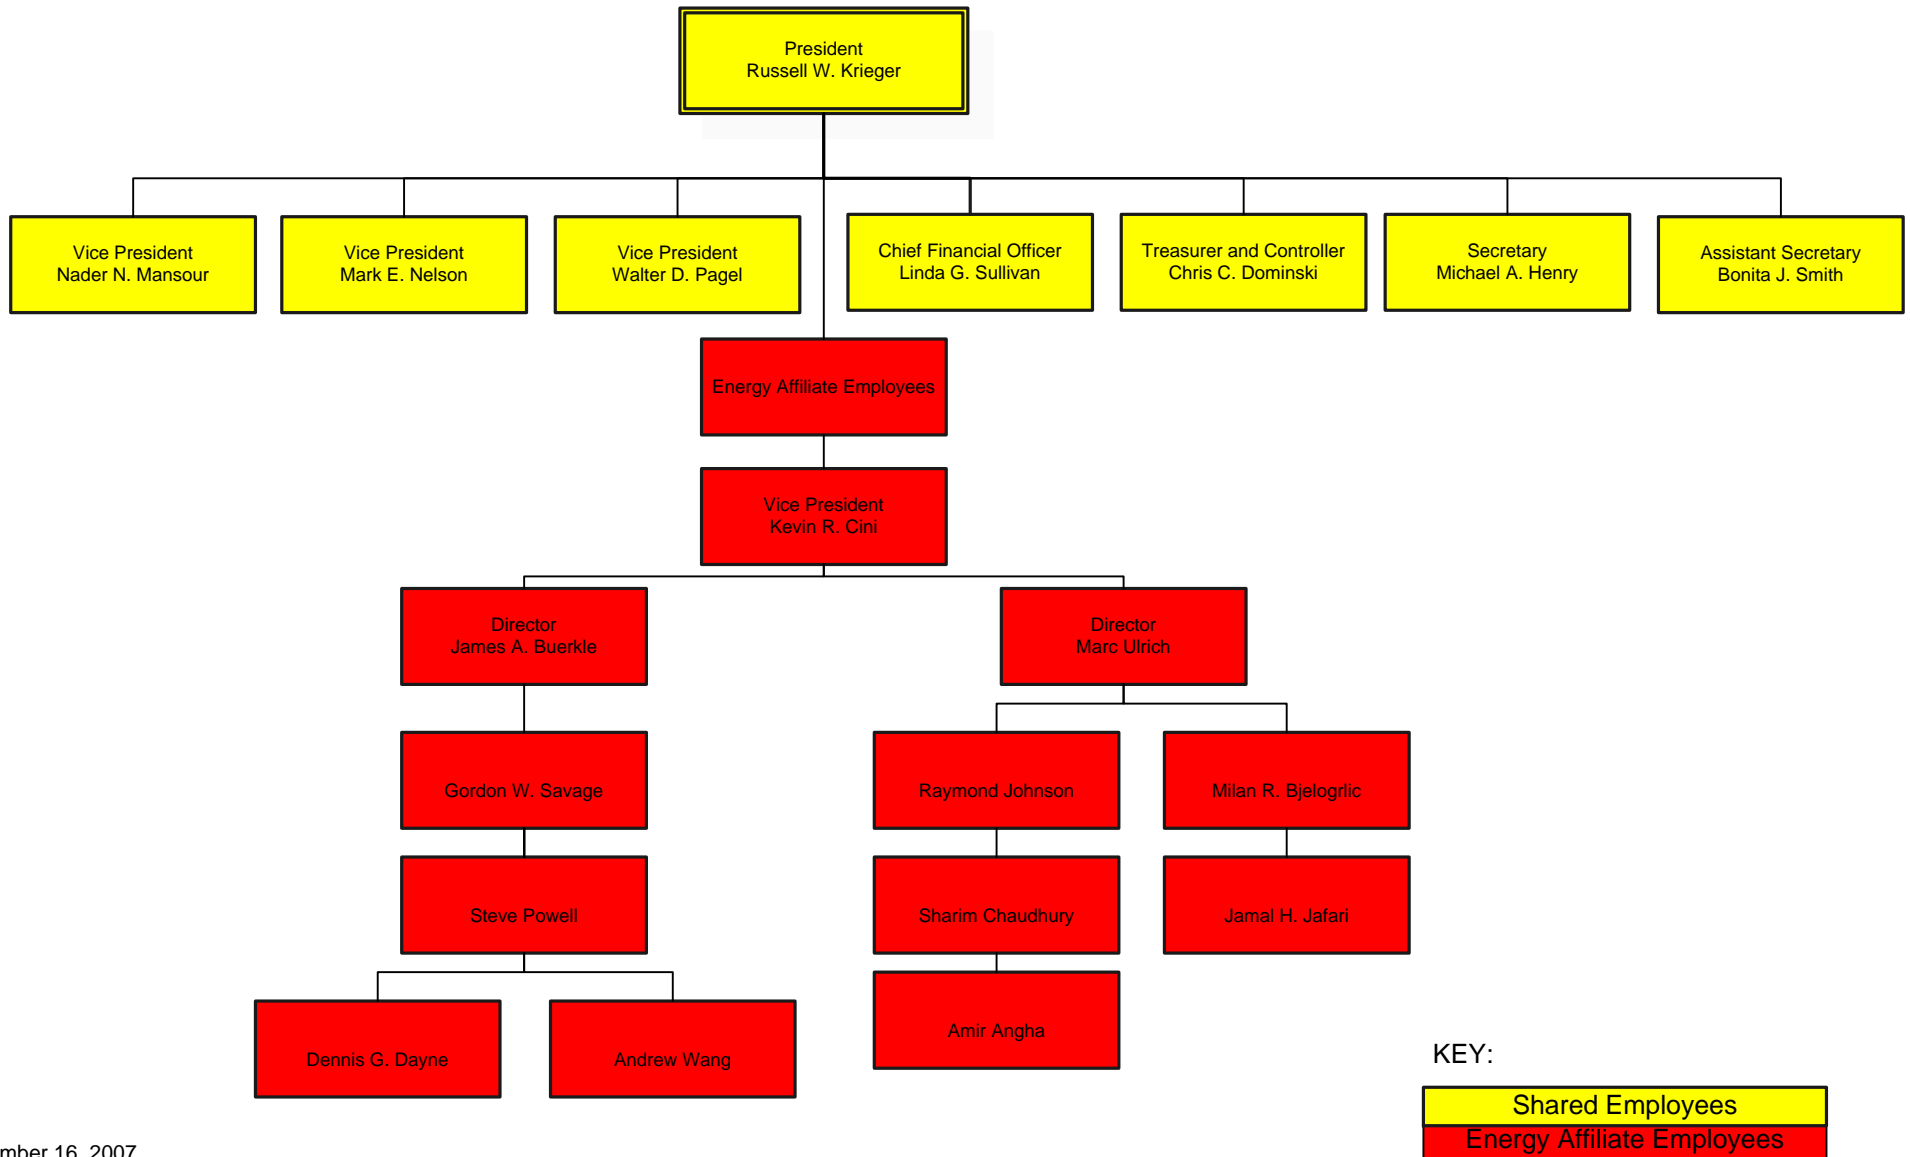 President
Russell W. Krieger
Vice President
Nader N. Mansour
Vice President
Mark E. Nelson
Vice President
Walter D. Pagel
Chief Financial Officer
Linda G. Sullivan
Treasurer and Controller
Chris C. Dominski
Secretary
Michael A. Henry
Assistant Secretary
Bonita J. Smith
Energy Affiliate Employees
Vice President
Kevin R. Cini
Director
James A. Buerkle
Director
Marc Ulrich
Gordon W. Savage
Raymond Johnson
Milan R. Bjelogrlic
Steve Powell
Sharim Chaudhury
Jamal H. Jafari
Dennis G. Dayne
Andrew Wang
Amir Angha
KEY:
Shared Employees
Energy Affiliate Employees
mber 16, 2007